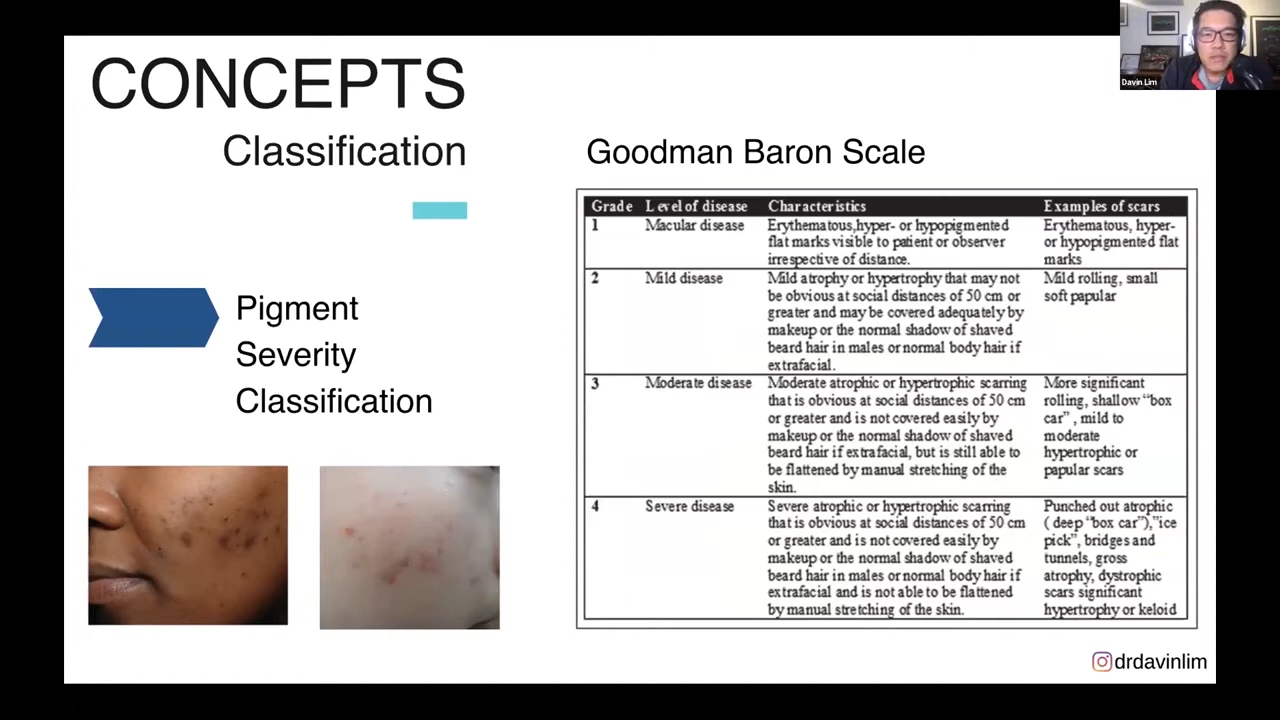 CONCEPTS
Classification
Pigment
Severity
Classification
Goodman Baron Scale
Grade Level of disease Characteristics Examples of scars
1 Macular disease Erythematous,hyper- or hypopigmented Erythematous, hyper-
flat marks visible to patient or observer or hypopigmented flat
irrespective of distance. marks
2 Mild disease Mild atrophy or hypertrophy that may not Mild rolling, small
be obvious at social distances of 50 cm or soft papular
greater and may be covered adequately by
makeup or the normal shadow of shaved
beard hair in males or normal body hair if
extrafacial.
3 Moderate disease Moderate atrophic or hypertrophic scarring More significant
that is obvious at social distances of 50 cm rolling, shallow "box
or greater and is not covered easily by car" , mild to
makeup or the normal shadow of shaved moderate
beard hair if extrafacial, but is still able to hypertrophic or
be flattened by manual stretching of the papular scars
skin.
4 Severe disease Severe atrophic or hypertrophic scarring Punched out atrophic
that is obvious at social distances of 50 cm ( deep "box car"),"ice
or greater and is not covered easily by pick", bridges and
makeup or the normal shadow of shaved tunnels, gross
beard hair in males or normal body hair if atrophy, dystrophic
extrafacial and is not able to be flattened scars significant
by manual stretching of the skin. hypertrophy or keloid
drdavinlim
Davin Lim